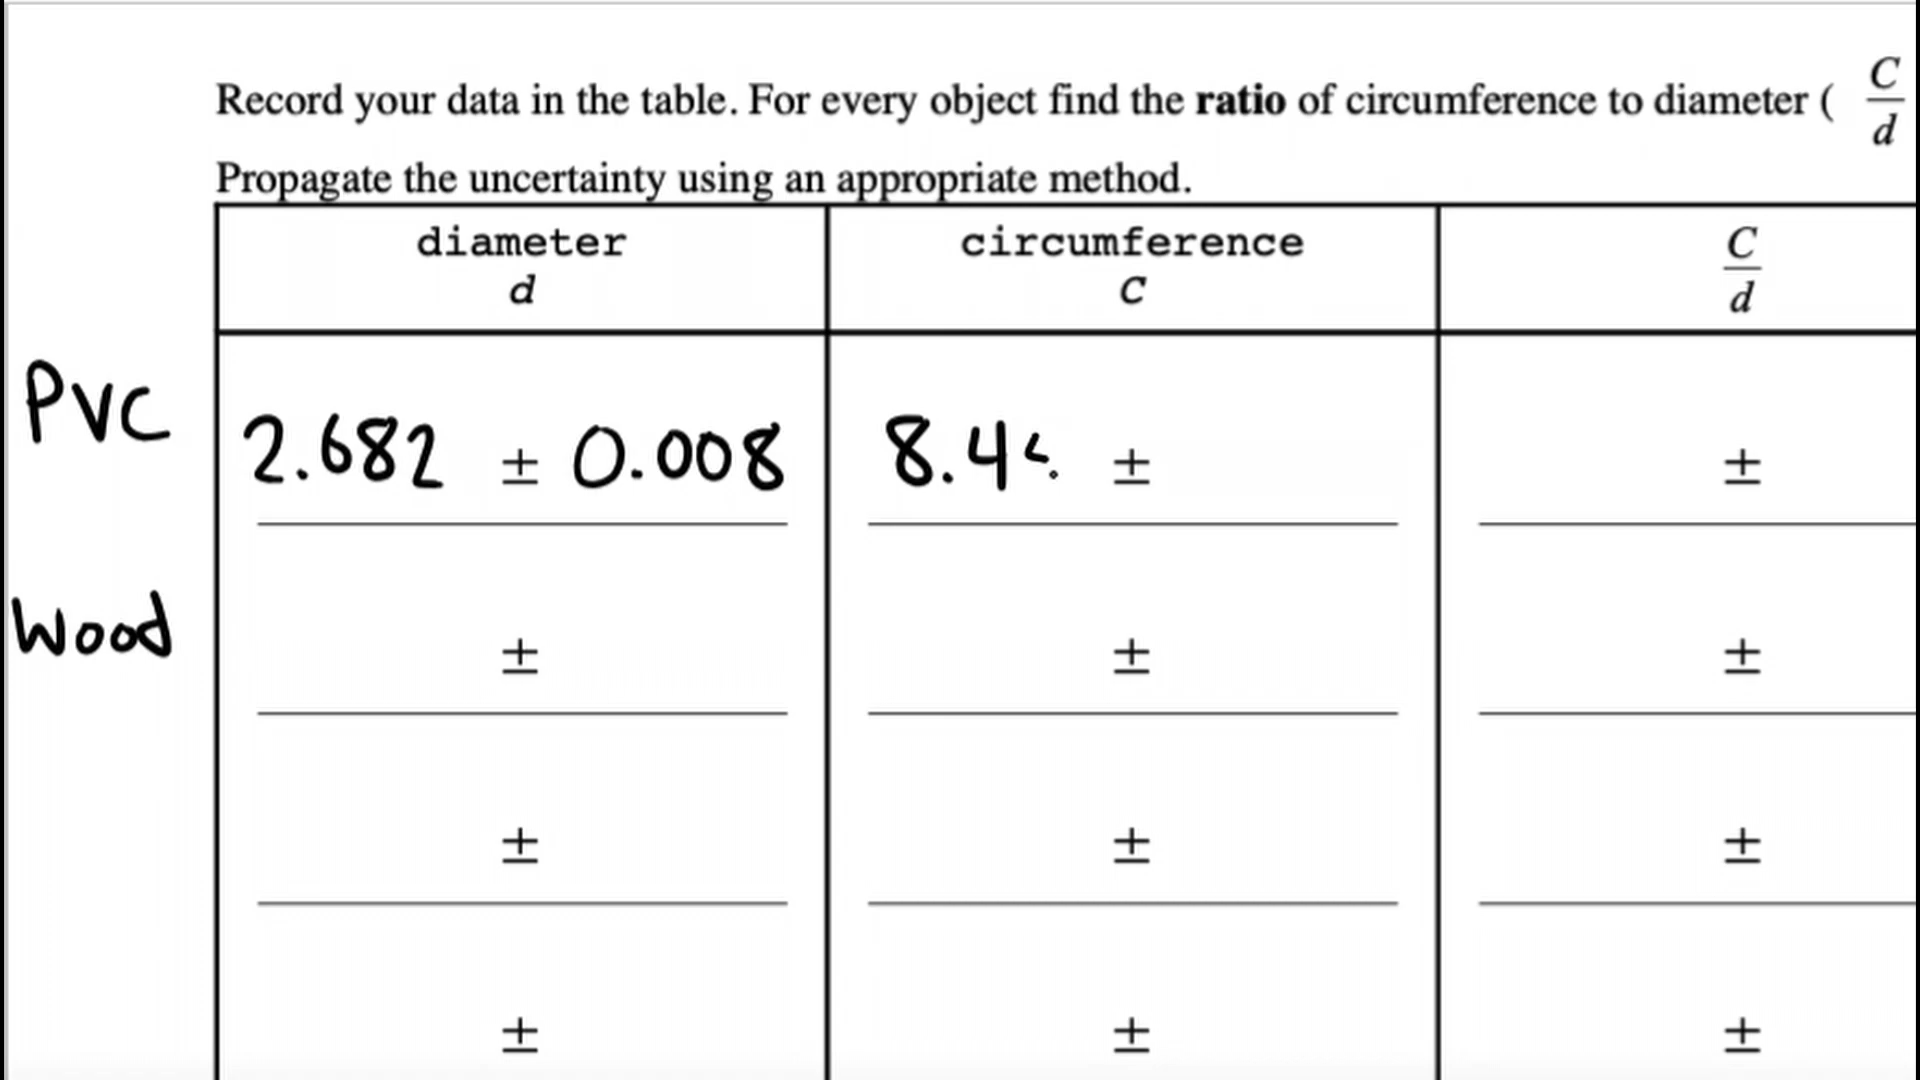 Record your data in the table. For every object find the ratio of circumference to diameter ( C/d
Propagate the uncertainty using an appropriate method.
diameter d
circumference C
C/d
PVC 2.682 ± 0.008 8.4 ± ±
Wood ± ± ±
± ± ±
± ± ±